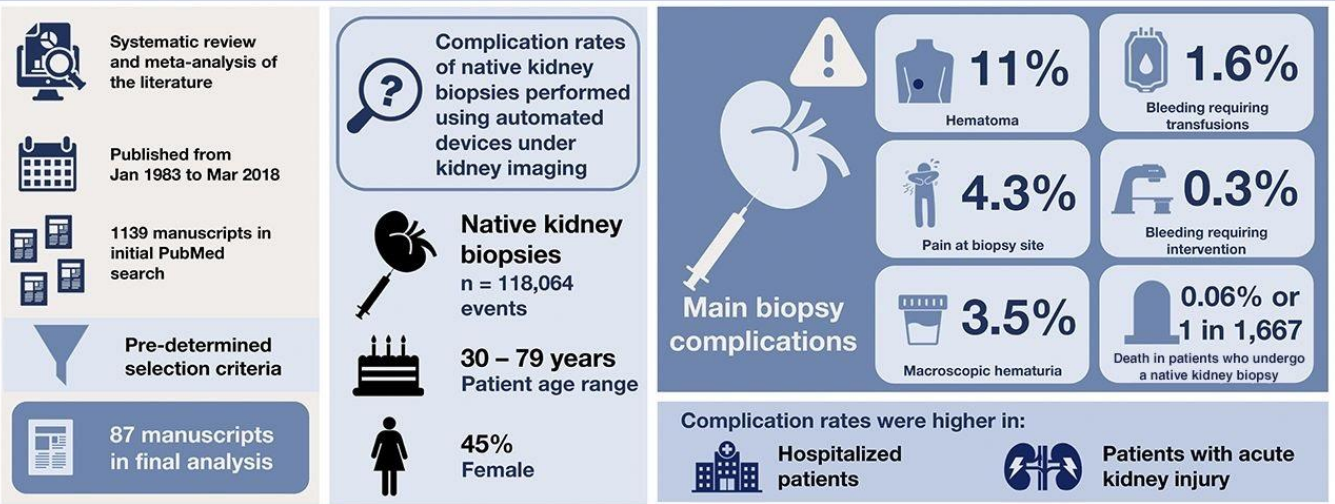 Systematic review
and meta-analysis of
the literature
Published from
Jan 1983 to Mar 2018
1139 manuscripts in
initial PubMed
search
Pre-determined
selection criteria
87 manuscripts
in final analysis
?
Complication rates
of native kidney
biopsies performed
using automated
devices under
kidney imaging
Native kidney
biopsies
n = 118,064
events
30 – 79 years
Patient age range
45%
Female
Main biopsy
complications
11%
Hematoma
1.6%
Bleeding requiring
transfusions
4.3%
Pain at biopsy site
0.3%
Bleeding requiring
intervention
3.5%
Macroscopic hematuria
0.06% or
1 in 1,667
Death in patients who undergo
a native kidney biopsy
Complication rates were higher in:
Hospitalized
patients
Patients with acute
kidney injury